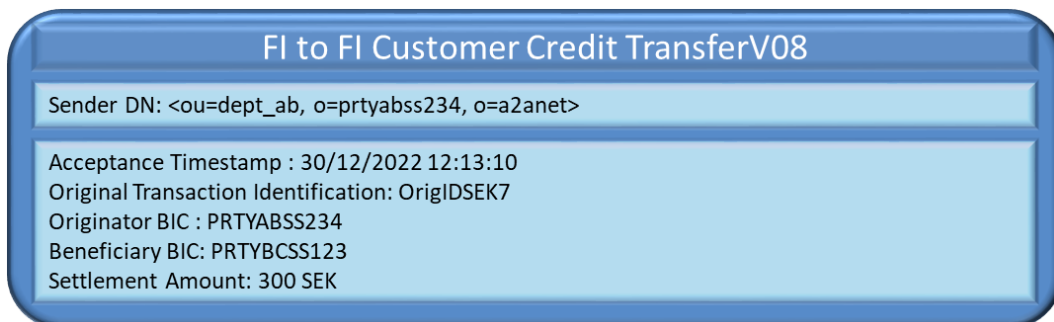 FI to FI Customer Credit TransferV08
Sender DN: <ou=dept_ab, o=prtyabss234, o=a2anet>
Acceptance Timestamp : 30/12/2022 12:13:10
Original Transaction Identification: OrigIDSEK7
Originator BIC : PRTYABSS234
Beneficiary BIC: PRTYBCSS123
Settlement Amount: 300 SEK